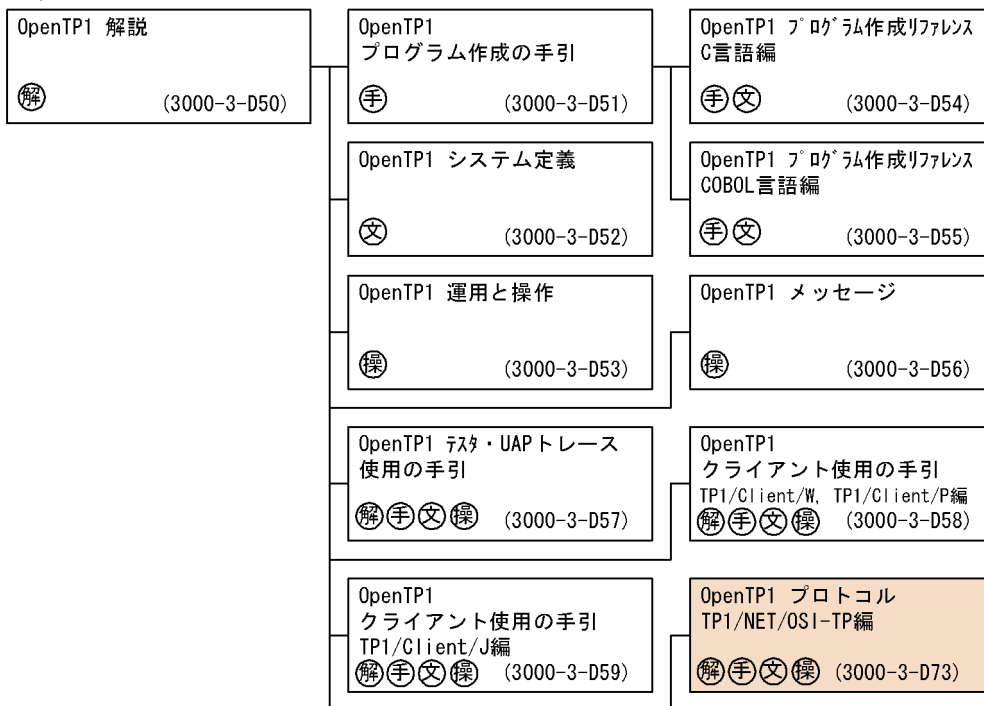 OpenTP1 解説
解 (3000-3-D50)
OpenTP1
プログラム作成の手引
手 (3000-3-D51)
OpenTP1 プログラム作成リファレンス
C言語編
手 文 (3000-3-D54)
OpenTP1 システム定義
文 (3000-3-D52)
OpenTP1 プログラム作成リファレンス
COBOL言語編
手 文 (3000-3-D55)
OpenTP1 運用と操作
操 (3000-3-D53)
OpenTP1 メッセージ
操 (3000-3-D56)
OpenTP1 テスタ・UAPトレース
使用の手引
解 手 文 操 (3000-3-D57)
OpenTP1
クライアント使用の手引
TP1/Client/W, TP1/Client/P編
解 手 文 操 (3000-3-D58)
OpenTP1
クライアント使用の手引
TP1/Client/J編
解 手 文 操 (3000-3-D59)
OpenTP1 プロトコル
TP1/NET/OSI-TP編
解 手 文 操 (3000-3-D73)